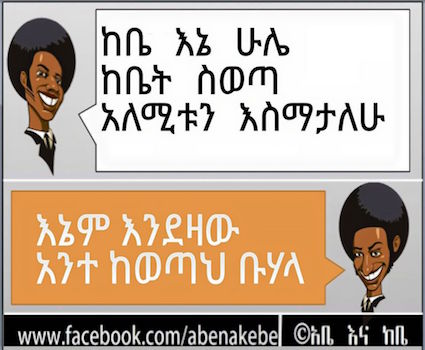 ከቤ እኔ ሁሌ
ከቤት ስወጣ
አለሚቱን እስማታለሁ
እኔም እንደዛው
አንተ ከወጣህ ቡሃላ
www.facebook.com/abenakebe
©አቤ እና ከቤ